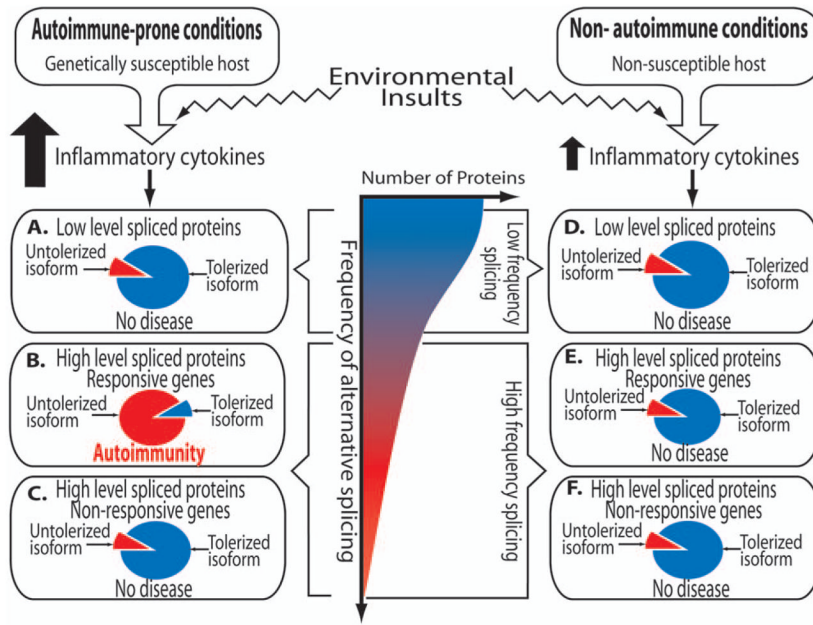 Autoimmune-prone conditions
Genetically susceptible host
Non- autoimmune conditions
Non-susceptible host
Environmental
Insults
Inflammatory cytokines
Inflammatory cytokines
Number of Proteins
Frequency of alternative splicing
Low frequency
splicing
High frequency splicing
A. Low level spliced proteins
Untolerized
isoform
Tolerized
isoform
No disease
B. High level spliced proteins
Responsive genes
Untolerized
isoform
Tolerized
isoform
Autoimmunity
C. High level spliced proteins
Non-responsive genes
Untolerized
isoform
Tolerized
isoform
No disease
D. Low level spliced proteins
Untolerized
isoform
Tolerized
isoform
No disease
E. High level spliced proteins
Responsive genes
Untolerized
isoform
Tolerized
isoform
No disease
F. High level spliced proteins
Non-responsive genes
Untolerized
isoform
Tolerized
isoform
No disease